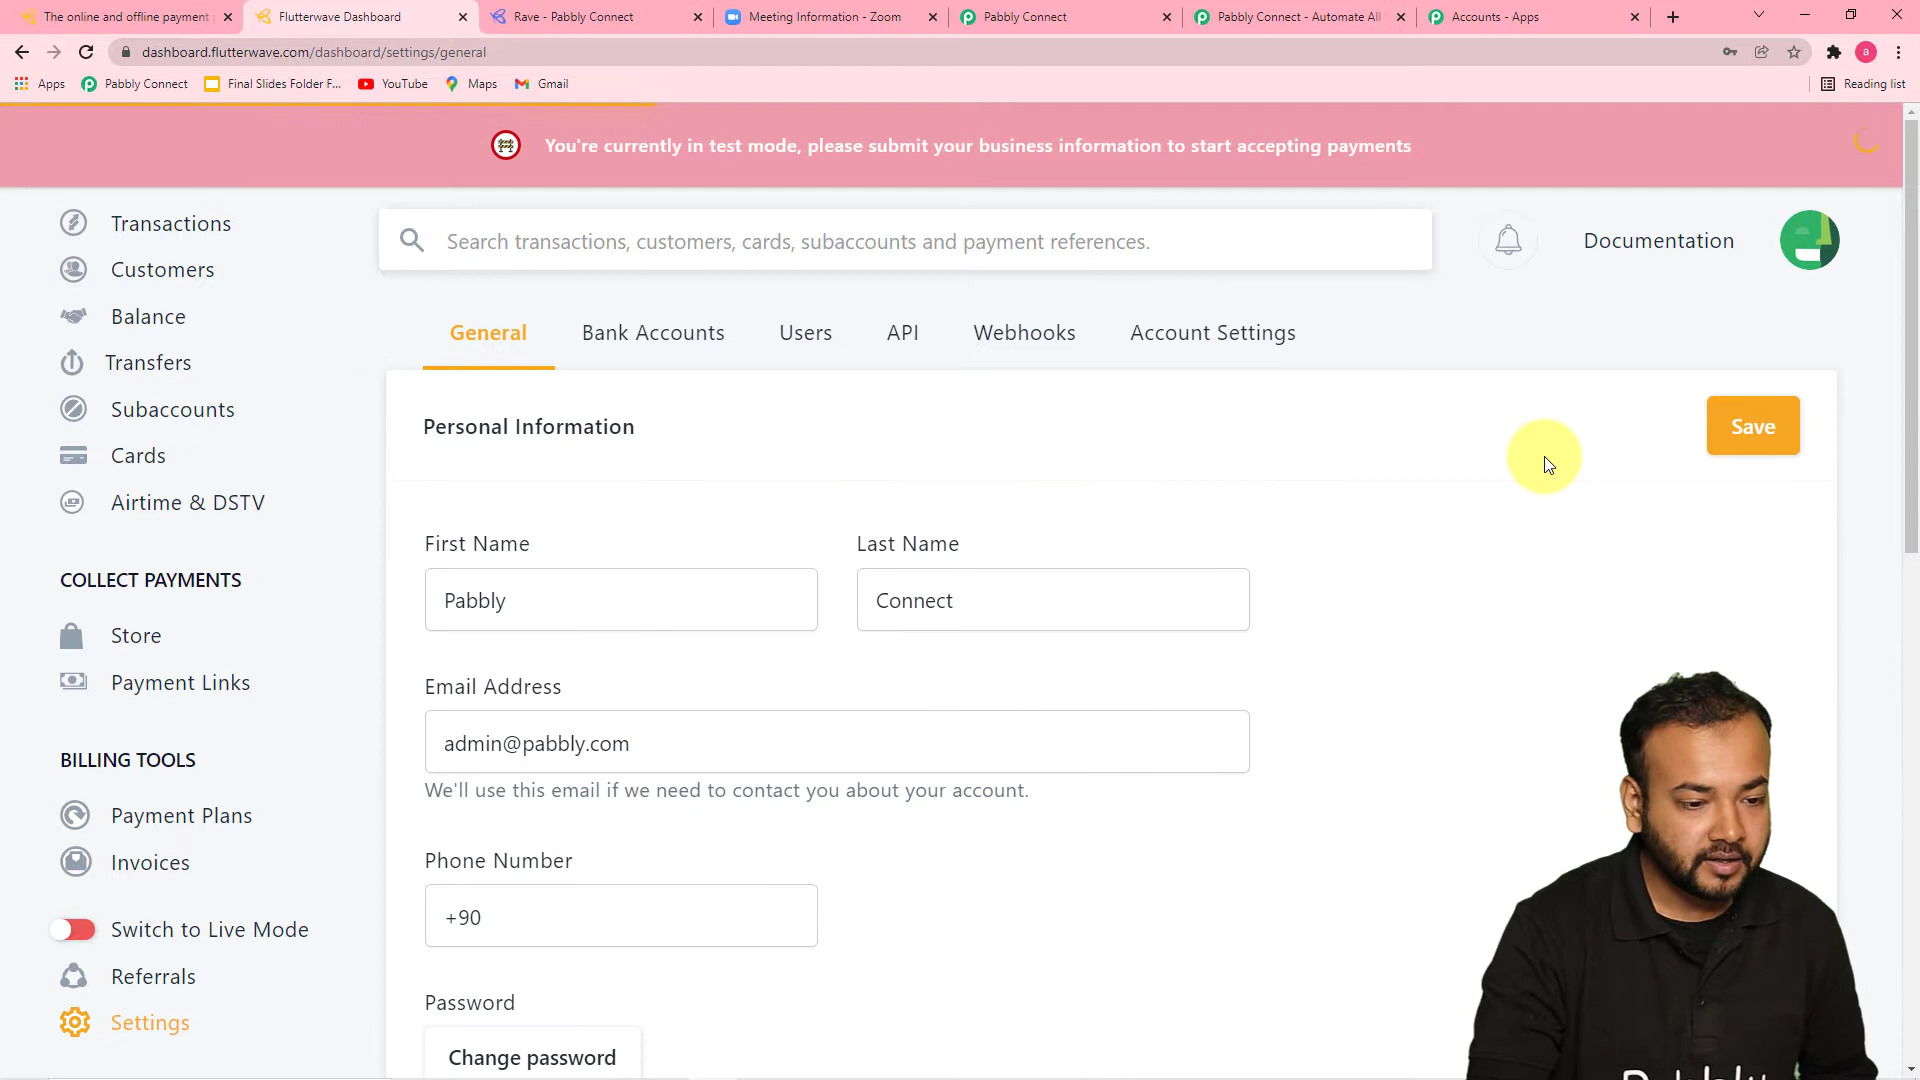 The online and offline payment
Flutterwave Dashboard
Rave - Pabbly Connect
Meeting Information - Zoom
Pabbly Connect
Pabbly Connect - Automate All
Accounts - Apps
dashboard.flutterwave.com/dashboard/settings/general
a
Apps
Pabbly Connect
Final Slides Folder F...
YouTube
Maps
Gmail
Reading list
You're currently in test mode, please submit your business information to start accepting payments
Search transactions, customers, cards, subaccounts and payment references.
Documentation
Transactions
Customers
Balance
Transfers
Subaccounts
Cards
Airtime & DSTV
COLLECT PAYMENTS
Store
Payment Links
BILLING TOOLS
Payment Plans
Invoices
Switch to Live Mode
Referrals
Settings
General
Bank Accounts
Users
API
Webhooks
Account Settings
Personal Information
Save
First Name
Last Name
Pabbly
Connect
Email Address
admin@pabbly.com
We'll use this email if we need to contact you about your account.
Phone Number
+90
Password
Change password
Pabbly